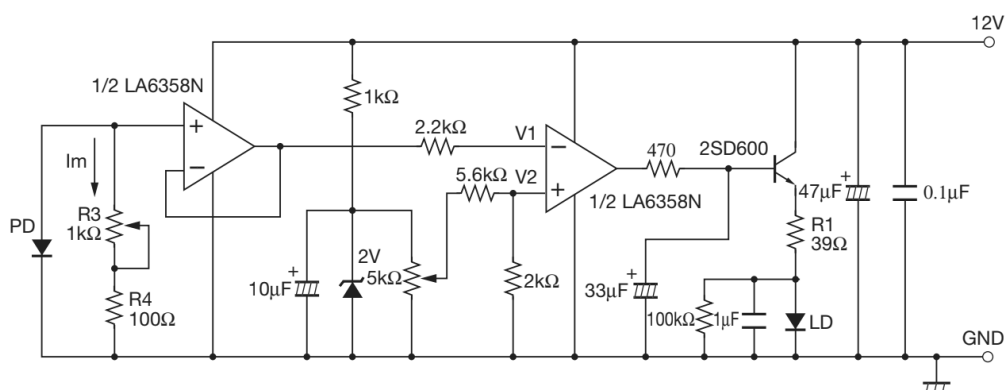 12V
1/2 LA6358N
1kΩ
2.2kΩ
V1
470
2SD600
Im
5.6kΩ
V2
47μF
+
0.1μF
+
−
−
+
1/2 LA6358N
PD
R3
1kΩ
R1
39Ω
2V
5kΩ
+
10μF
2kΩ
+
33μF
R4
100Ω
100kΩ
1μF
LD
GND